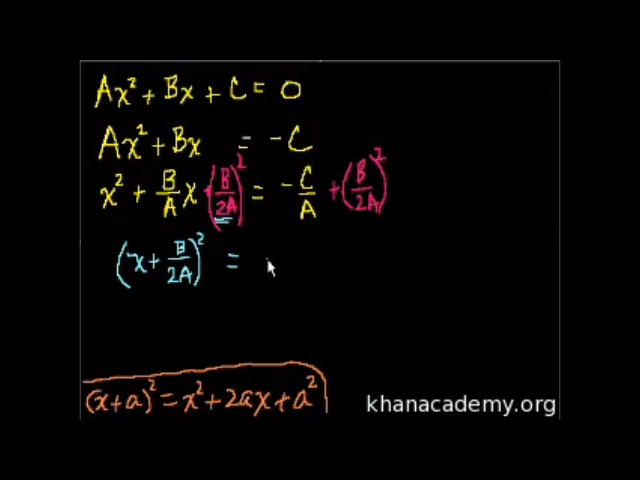 Ax² + Bx + C = 0
Ax² + Bx = -C
x² + B/A x + (B/2A)² = -C/A + (B/2A)²
(x + B/2A)² =
(x+a)² = x² + 2ax + a²
khanacademy.org